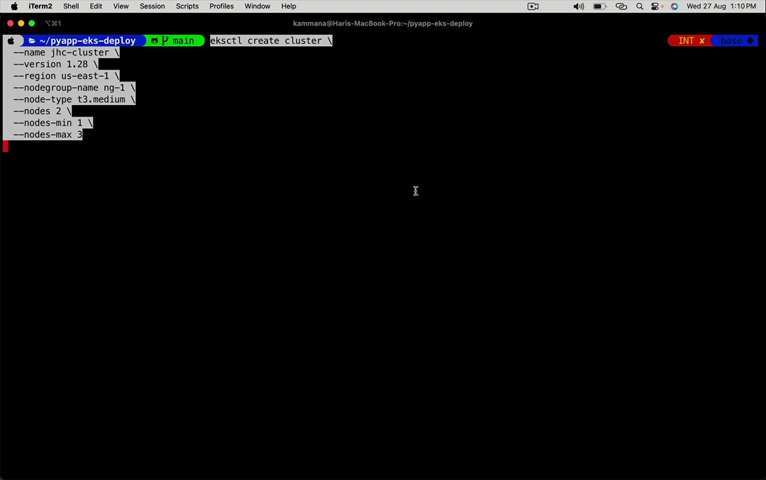 iTerm2 Shell Edit View Session Scripts Profiles Window Help Wed 27 Aug 1:10 PM
⌥⌘1 kammana@Haris-MacBook-Pro:~/pyapp-eks-deploy
~/pyapp-eks-deploy main eksctl create cluster \ INT ✘ base
--name jhc-cluster \
--version 1.28 \
--region us-east-1 \
--nodegroup-name ng-1 \
--node-type t3.medium \
--nodes 2 \
--nodes-min 1 \
--nodes-max 3